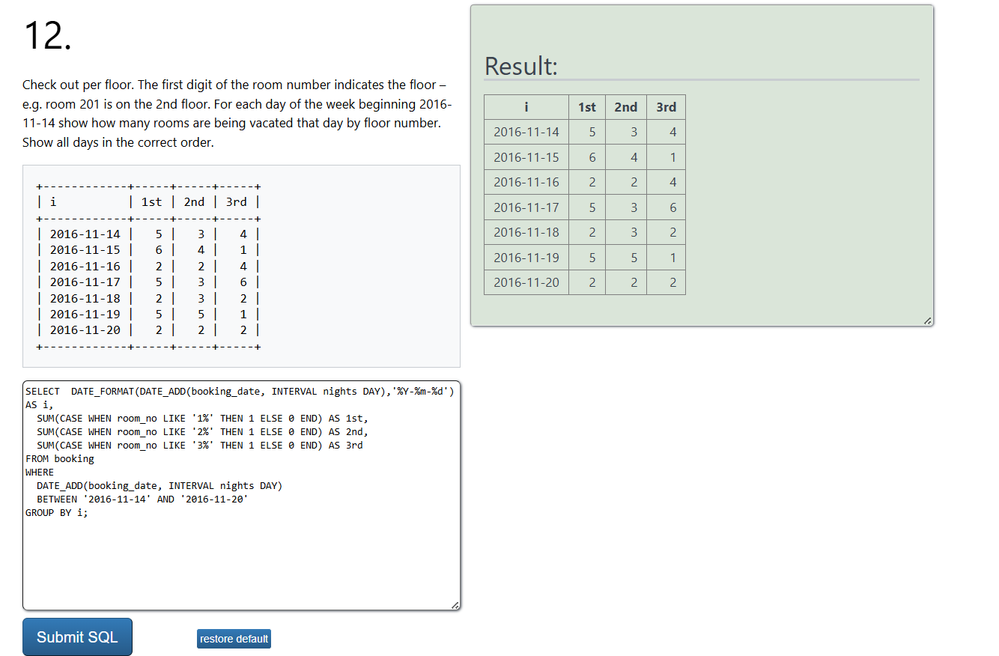 12.
Check out per floor. The first digit of the room number indicates the floor –
e.g. room 201 is on the 2nd floor. For each day of the week beginning 2016-
11-14 show how many rooms are being vacated that day by floor number.
Show all days in the correct order.
+------------+-----+-----+-----+
| i          | 1st | 2nd | 3rd |
+------------+-----+-----+-----+
| 2016-11-14 |   5 |   3 |   4 |
| 2016-11-15 |   6 |   4 |   1 |
| 2016-11-16 |   2 |   2 |   4 |
| 2016-11-17 |   5 |   3 |   6 |
| 2016-11-18 |   2 |   3 |   2 |
| 2016-11-19 |   5 |   5 |   1 |
| 2016-11-20 |   2 |   2 |   2 |
+------------+-----+-----+-----+
SELECT  DATE_FORMAT(DATE_ADD(booking_date, INTERVAL nights DAY),'%Y-%m-%d')
AS i,
  SUM(CASE WHEN room_no LIKE '1%' THEN 1 ELSE 0 END) AS 1st,
  SUM(CASE WHEN room_no LIKE '2%' THEN 1 ELSE 0 END) AS 2nd,
  SUM(CASE WHEN room_no LIKE '3%' THEN 1 ELSE 0 END) AS 3rd
FROM booking
WHERE
  DATE_ADD(booking_date, INTERVAL nights DAY)
  BETWEEN '2016-11-14' AND '2016-11-20'
GROUP BY i;
Submit SQL
restore default
Result:
i 1st 2nd 3rd
2016-11-14 5 3 4
2016-11-15 6 4 1
2016-11-16 2 2 4
2016-11-17 5 3 6
2016-11-18 2 3 2
2016-11-19 5 5 1
2016-11-20 2 2 2